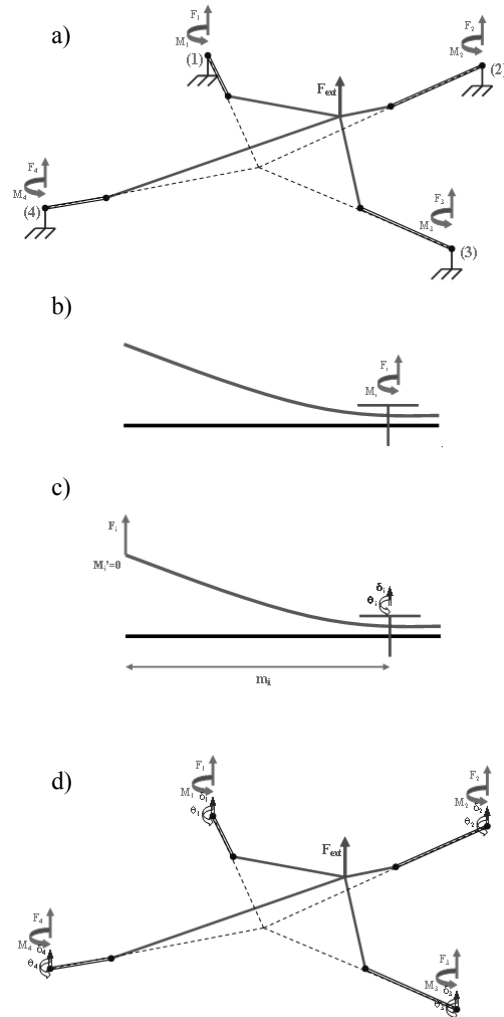 a)
F₁
M₁
(1)
F₂
M₂
(2)
Fₑₓₜ
F₄
M₄
(4)
F₃
M₃
(3)
b)
Fᵢ
Mᵢ
c)
Fᵢ
Mᵢ'=0
δᵢ
θᵢ
mᵢ
d)
F₁
M₁ δ₁
θ₁
F₂
M₂ δ₂
θ₂
Fₑₓₜ
F₄
M₄ δ₄
θ₄
F₃
M₃ δ₃
θ₃